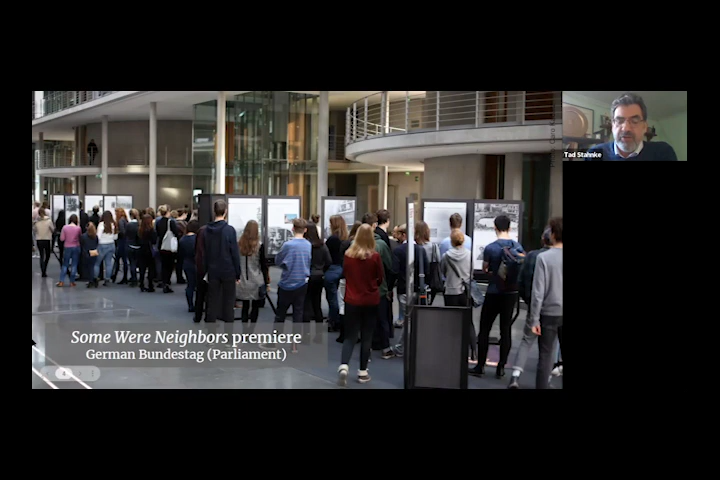 Some Were Neighbors premiere
German Bundestag (Parliament)
Tad Stahnke